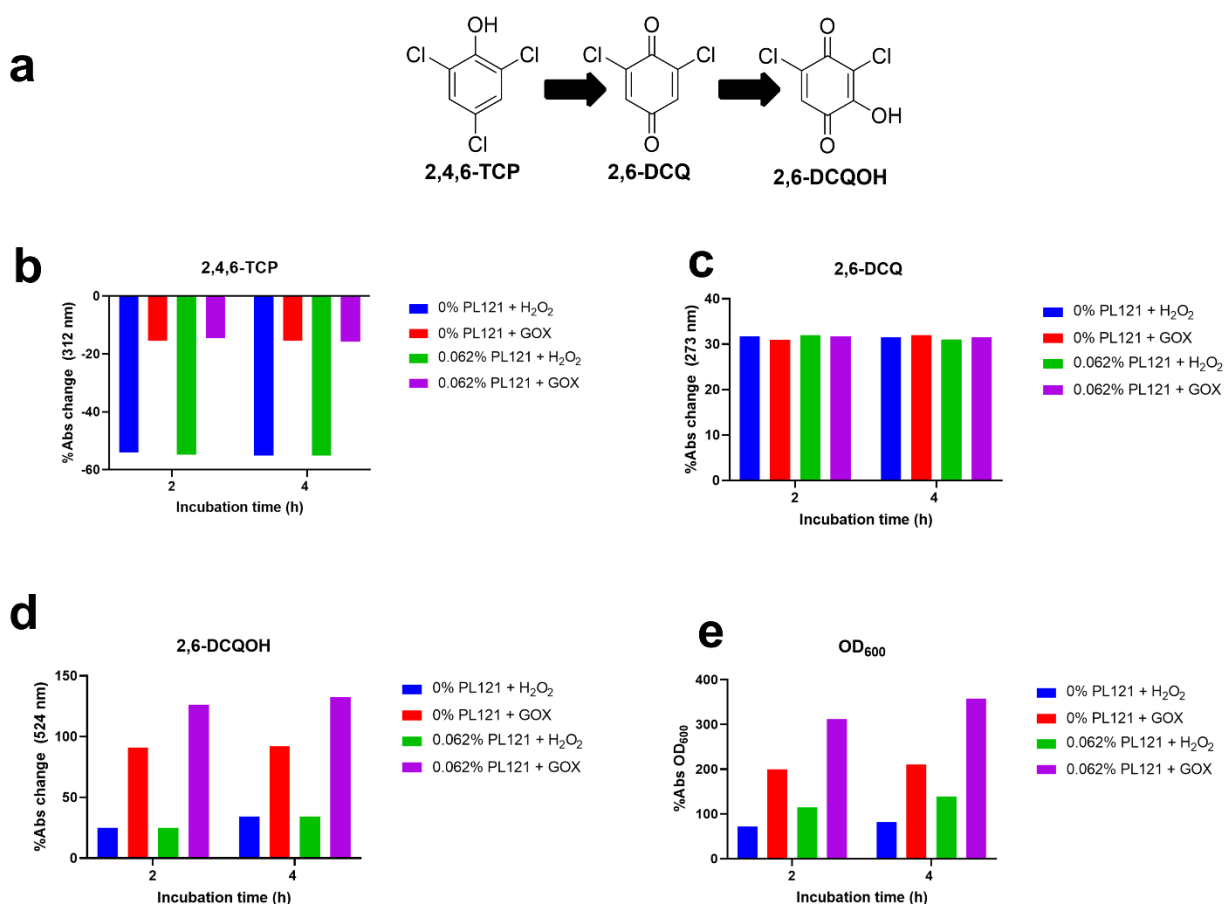 a
OH
Cl
Cl
Cl
2,4,6-TCP
O
Cl
Cl
O
2,6-DCQ
O
Cl
Cl
OH
O
2,6-DCQOH
b
2,4,6-TCP
%Abs change (312 nm)
0
-20
-40
-60
2
4
Incubation time (h)
0% PL121 + H₂O₂
0% PL121 + GOX
0.062% PL121 + H₂O₂
0.062% PL121 + GOX
c
2,6-DCQ
%Abs change (273 nm)
40
30
20
10
0
2
4
Incubation time (h)
0% PL121 + H₂O₂
0% PL121 + GOX
0.062% PL121 + H₂O₂
0.062% PL121 + GOX
d
2,6-DCQOH
%Abs change (524 nm)
150
100
50
0
2
4
Incubation time (h)
0% PL121 + H₂O₂
0% PL121 + GOX
0.062% PL121 + H₂O₂
0.062% PL121 + GOX
e
OD₆₀₀
%Abs OD₆₀₀
400
300
200
100
0
2
4
Incubation time (h)
0% PL121 + H₂O₂
0% PL121 + GOX
0.062% PL121 + H₂O₂
0.062% PL121 + GOX